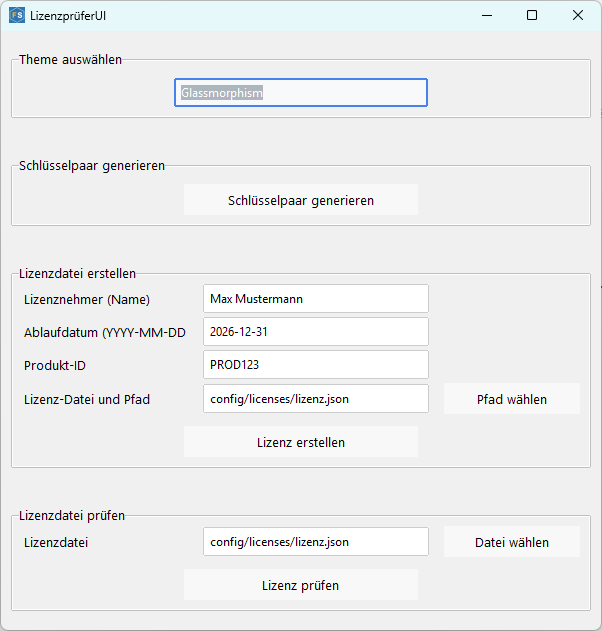 FS LizenzprüferUI
Theme auswählen
Glassmorphism
Schlüsselpaar generieren
Schlüsselpaar generieren
Lizenzdatei erstellen
Lizenznehmer (Name) Max Mustermann
Ablaufdatum (YYYY-MM-DD 2026-12-31
Produkt-ID PROD123
Lizenz-Datei und Pfad config/licenses/lizenz.json Pfad wählen
Lizenz erstellen
Lizenzdatei prüfen
Lizenzdatei config/licenses/lizenz.json Datei wählen
Lizenz prüfen